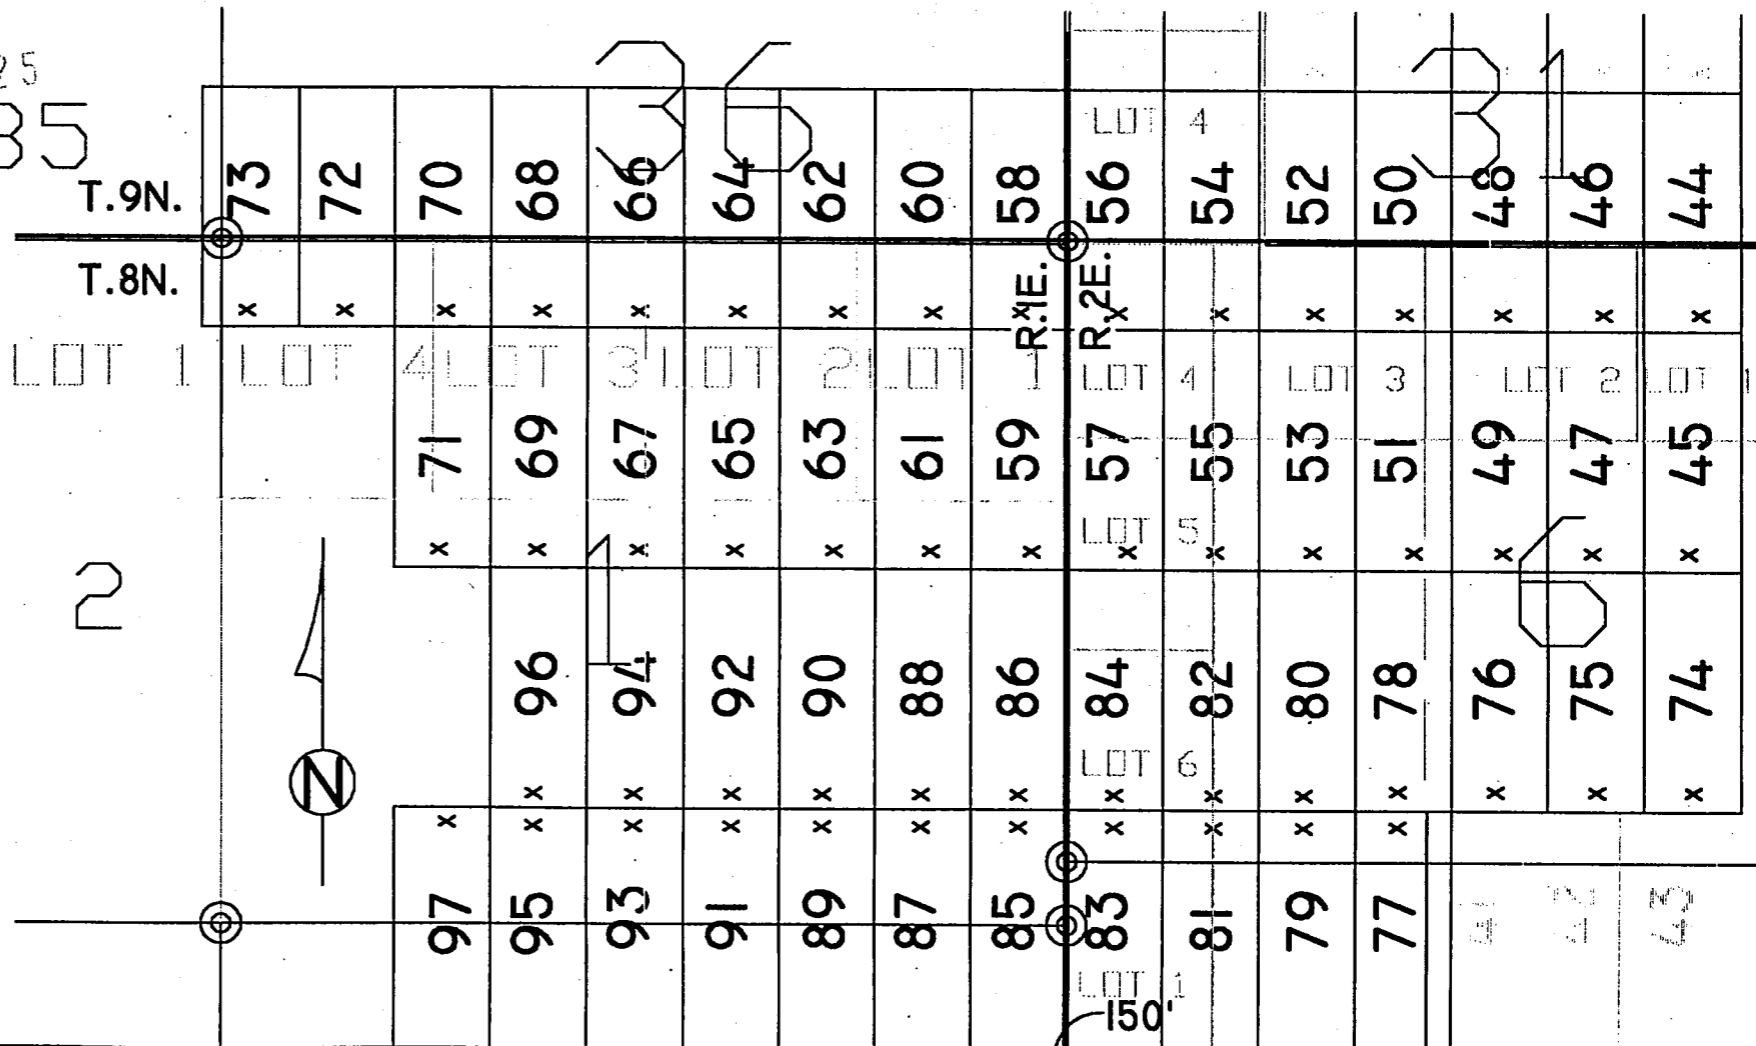 25
35 36 31
LOT 4
T.9N. 73 72 70 68 66 64 62 60 58 56 54 52 50 48 46 44
T.8N. R.1E. R.2E.
x x x x x x x x x x x x x x x x
LOT 1 LOT 4 LOT 3 LOT 2 LOT 1 LOT 4 LOT 3 LOT 2 LOT 1
71 69 67 65 63 61 59 57 55 53 51 49 47 45
LOT 5
x x x x x x x x x x x x x x
2 1 6
96 94 92 90 88 86 84 82 80 78 76 75 74
LOT 6
N
x x x x x x x x x x x x x
x x x x x x x x x x x
97 95 93 91 89 87 85 83 81 79 77 41 42 43
LOT 1
150'